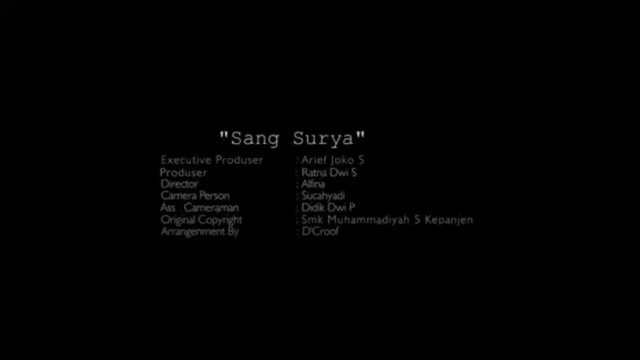 "Sang Surya"
Executive Produser : Arief Joko S
Produser : Ratna Dwi S
Director : Alfina
Camera Person : Sucahyadi
Ass Cameraman : Didik Dwi P
Original Copyright : Smk Muhammadiyah 5 Kepanjen
Arrangenment By : D'Croof